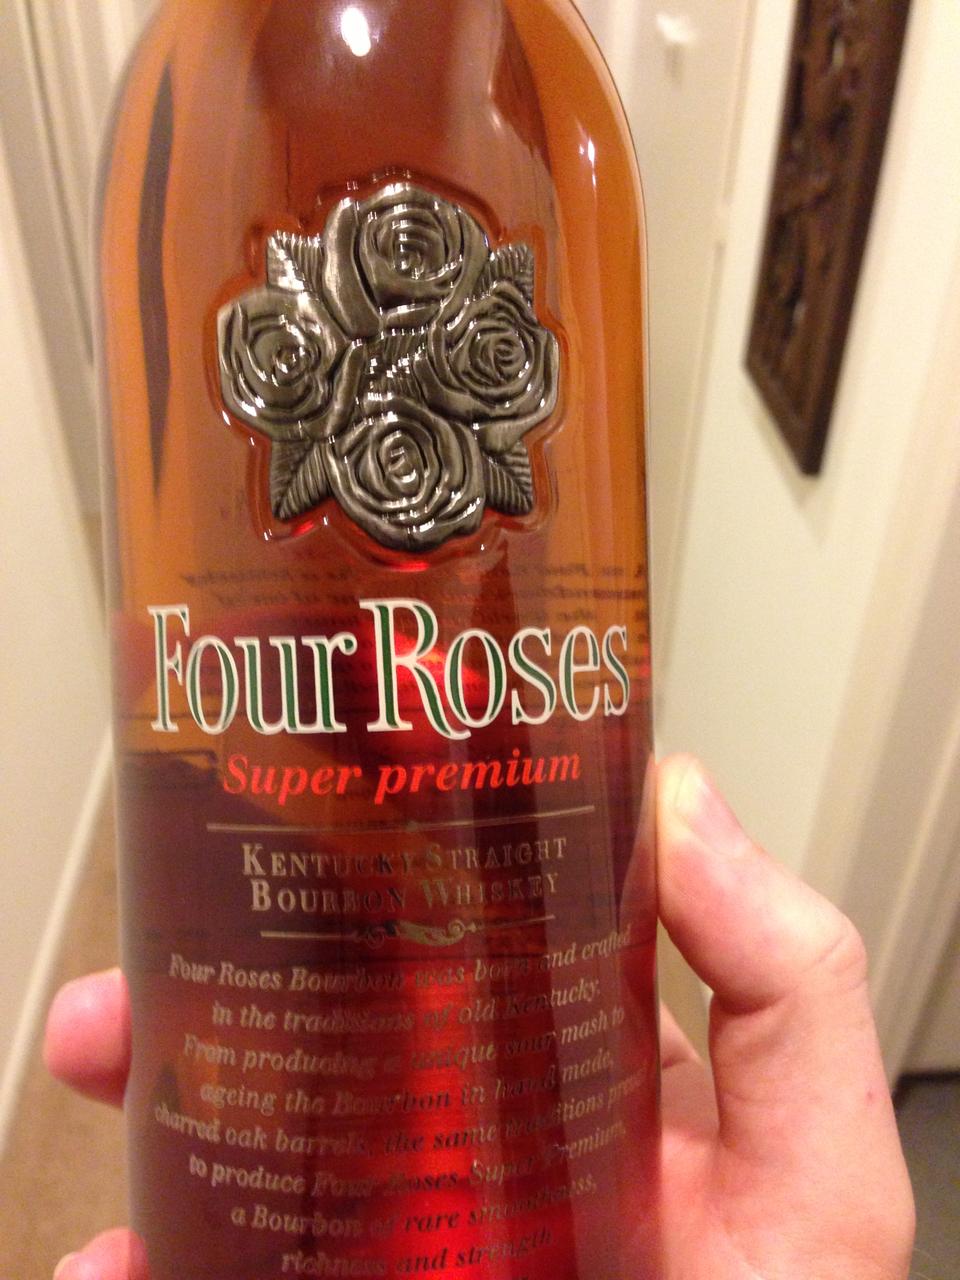 Four Roses
Super premium
KENTUCKY STRAIGHT
BOURBON WHISKEY
Four Roses Bourbon was born and crafted
in the traditions of old Kentucky.
From producing a unique sour mash to
ageing the Bourbon in hand made,
charred oak barrels, the same traditions
to produce Four Roses Super Premium,
a Bourbon of rare smoothness,
richness and strength